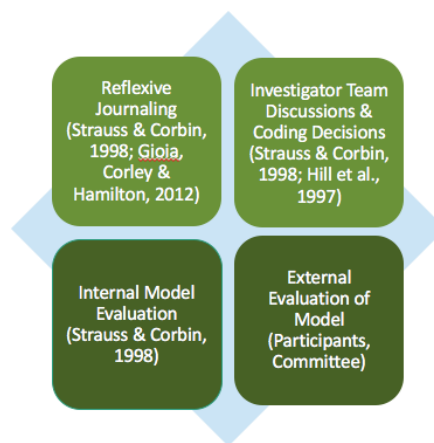 Reflexive
Journaling
(Strauss & Corbin,
1998; Gioia,
Corley &
Hamilton, 2012)
Investigator Team
Discussions &
Coding Decisions
(Strauss & Corbin,
1998; Hill et al.,
1997)
Internal Model
Evaluation
(Strauss & Corbin,
1998)
External
Evaluation of
Model
(Participants,
Committee)